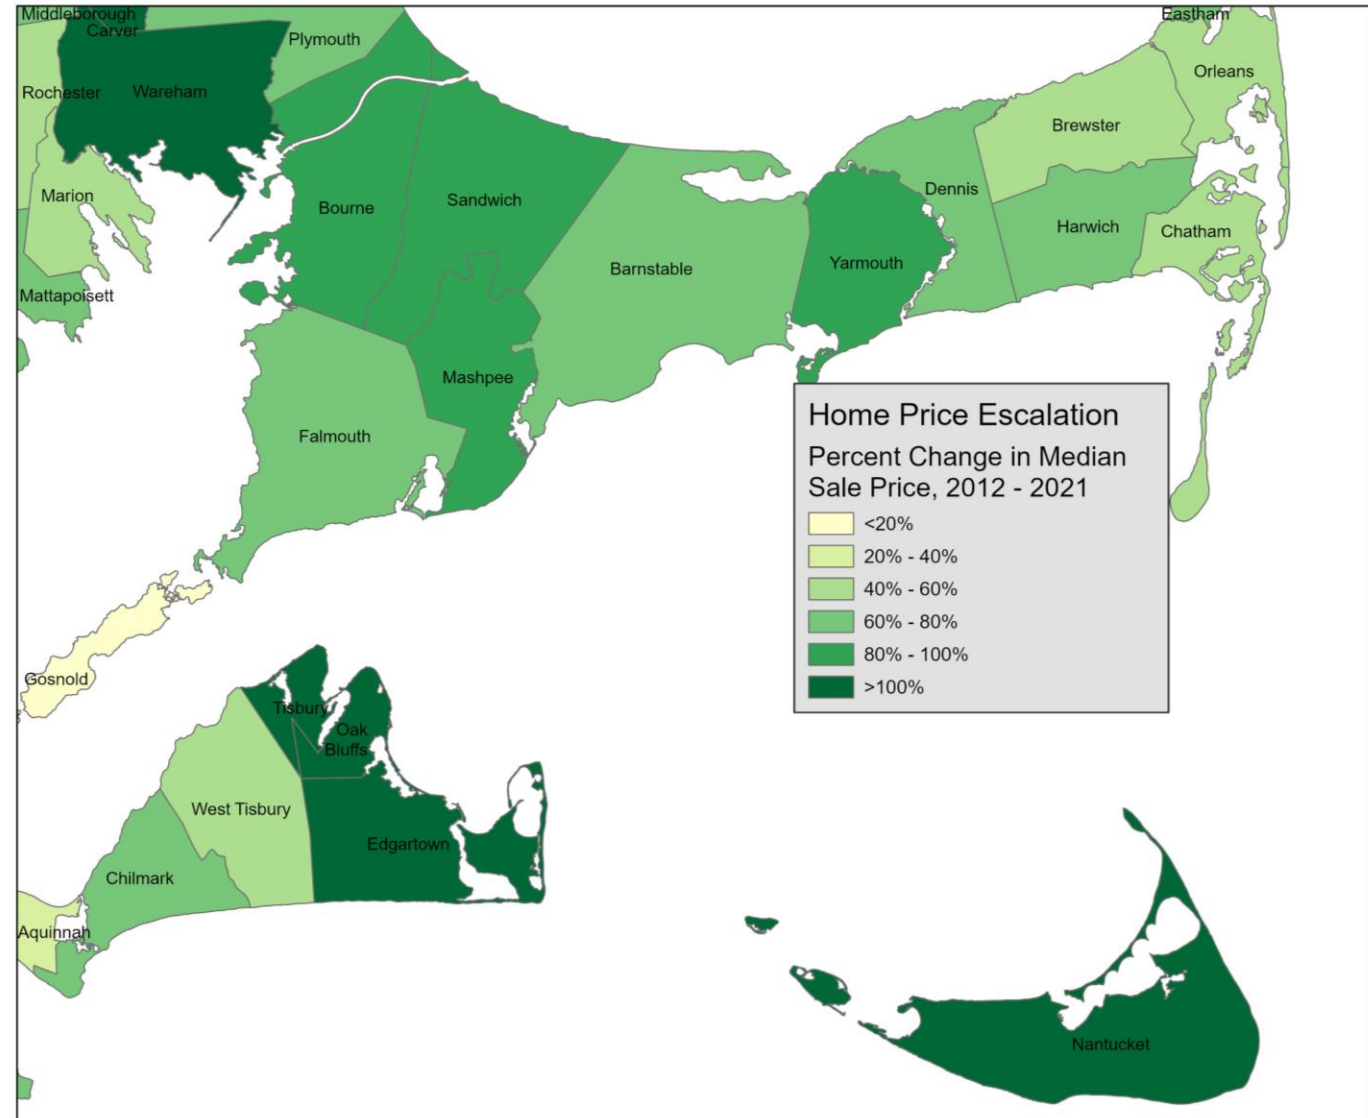 Middleborough
Carver
Plymouth
Eastham
Rochester
Wareham
Orleans
Brewster
Marion
Bourne
Sandwich
Dennis
Harwich
Chatham
Mattapoisett
Barnstable
Yarmouth
Mashpee
Falmouth
Home Price Escalation
Percent Change in Median
Sale Price, 2012 - 2021
<20%
20% - 40%
40% - 60%
60% - 80%
80% - 100%
>100%
Gosnold
Tisbury
Oak
Bluffs
West Tisbury
Edgartown
Chilmark
Aquinnah
Nantucket